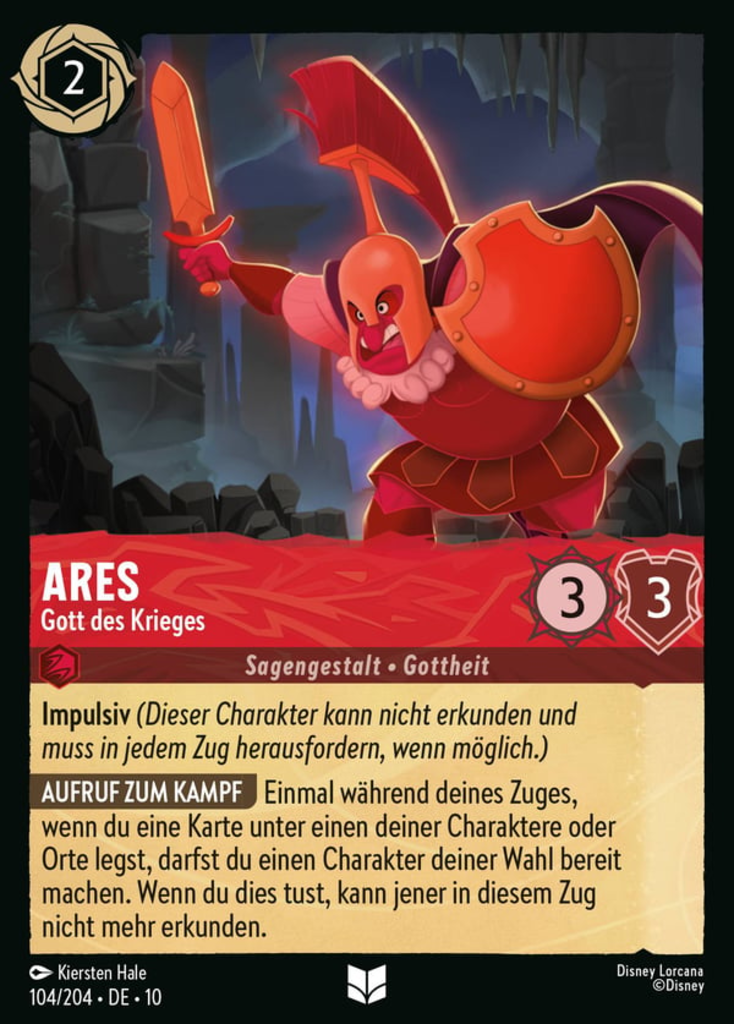 2
ARES
Gott des Krieges
3
3
Sagengestalt • Gottheit
Impulsiv (Dieser Charakter kann nicht erkunden und
muss in jedem Zug herausfordern, wenn möglich.)
AUFRUF ZUM KAMPF Einmal während deines Zuges,
wenn du eine Karte unter einen deiner Charaktere oder
Orte legst, darfst du einen Charakter deiner Wahl bereit
machen. Wenn du dies tust, kann jener in diesem Zug
nicht mehr erkunden.
Kiersten Hale
104/204 • DE • 10
Disney Lorcana
©Disney